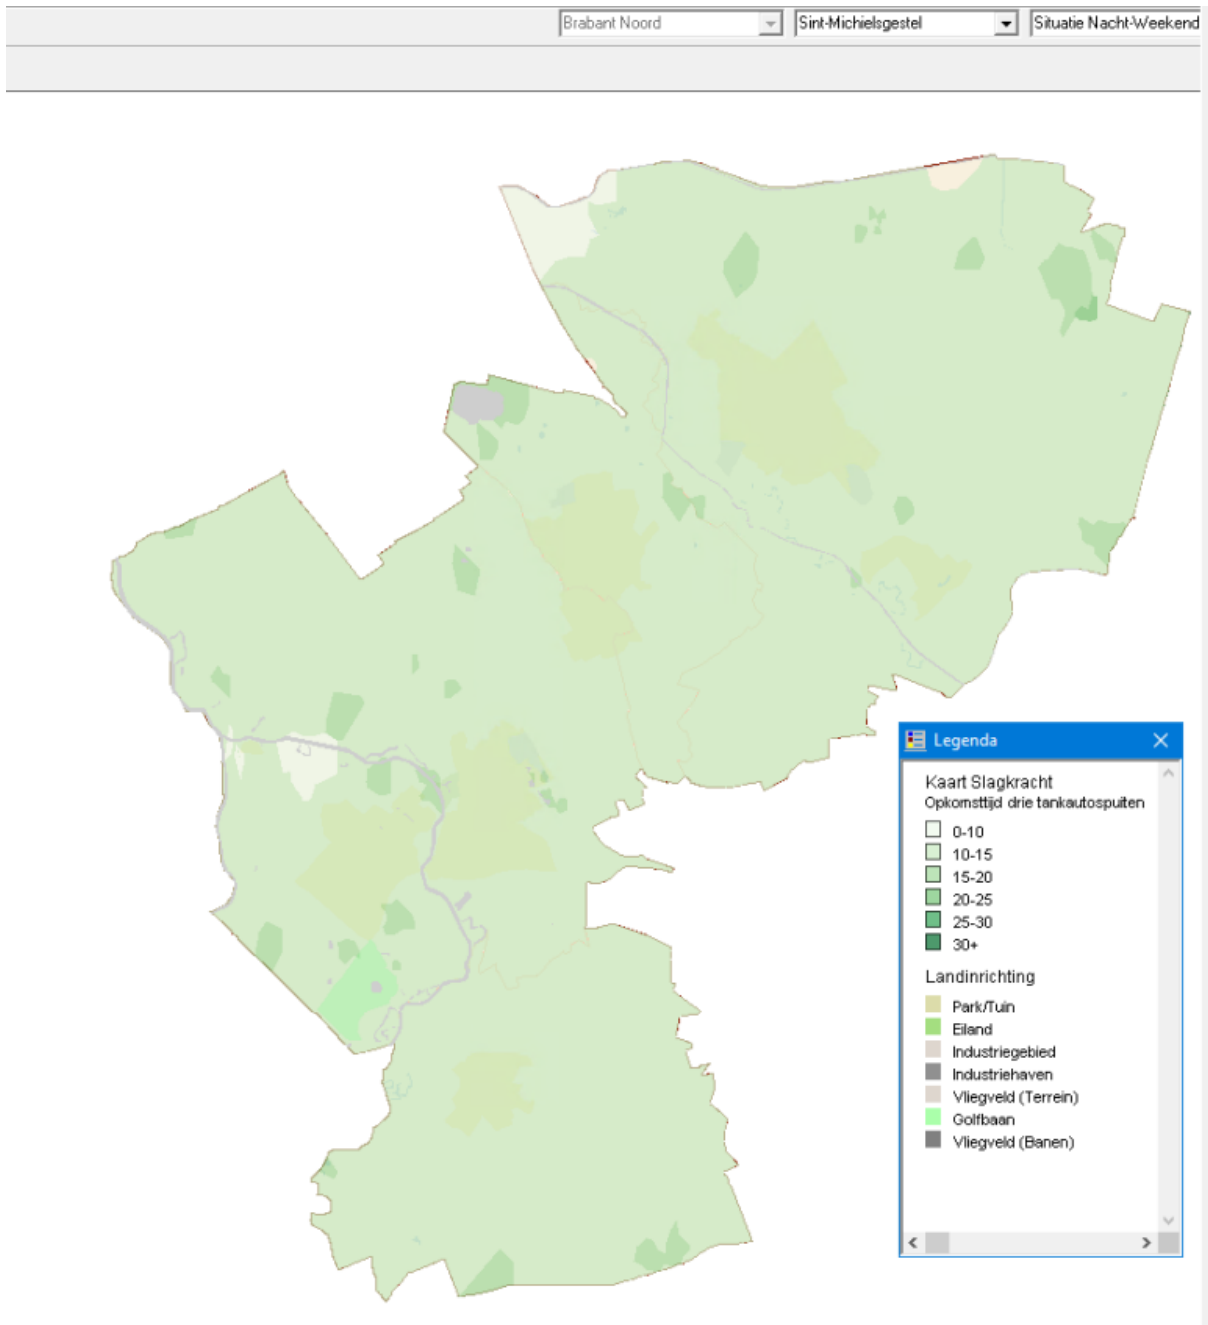 Brabant Noord
Sint-Michielsgestel
Situatie Nacht-Weekend
Legenda
Kaart Slagkracht
Opkomsttijd drie tankautospuiten
0-10
10-15
15-20
20-25
25-30
30+
Landinrichting
Park/Tuin
Eiland
Industriegebied
Industriehaven
Vliegveld (Terrein)
Golfbaan
Vliegveld (Banen)